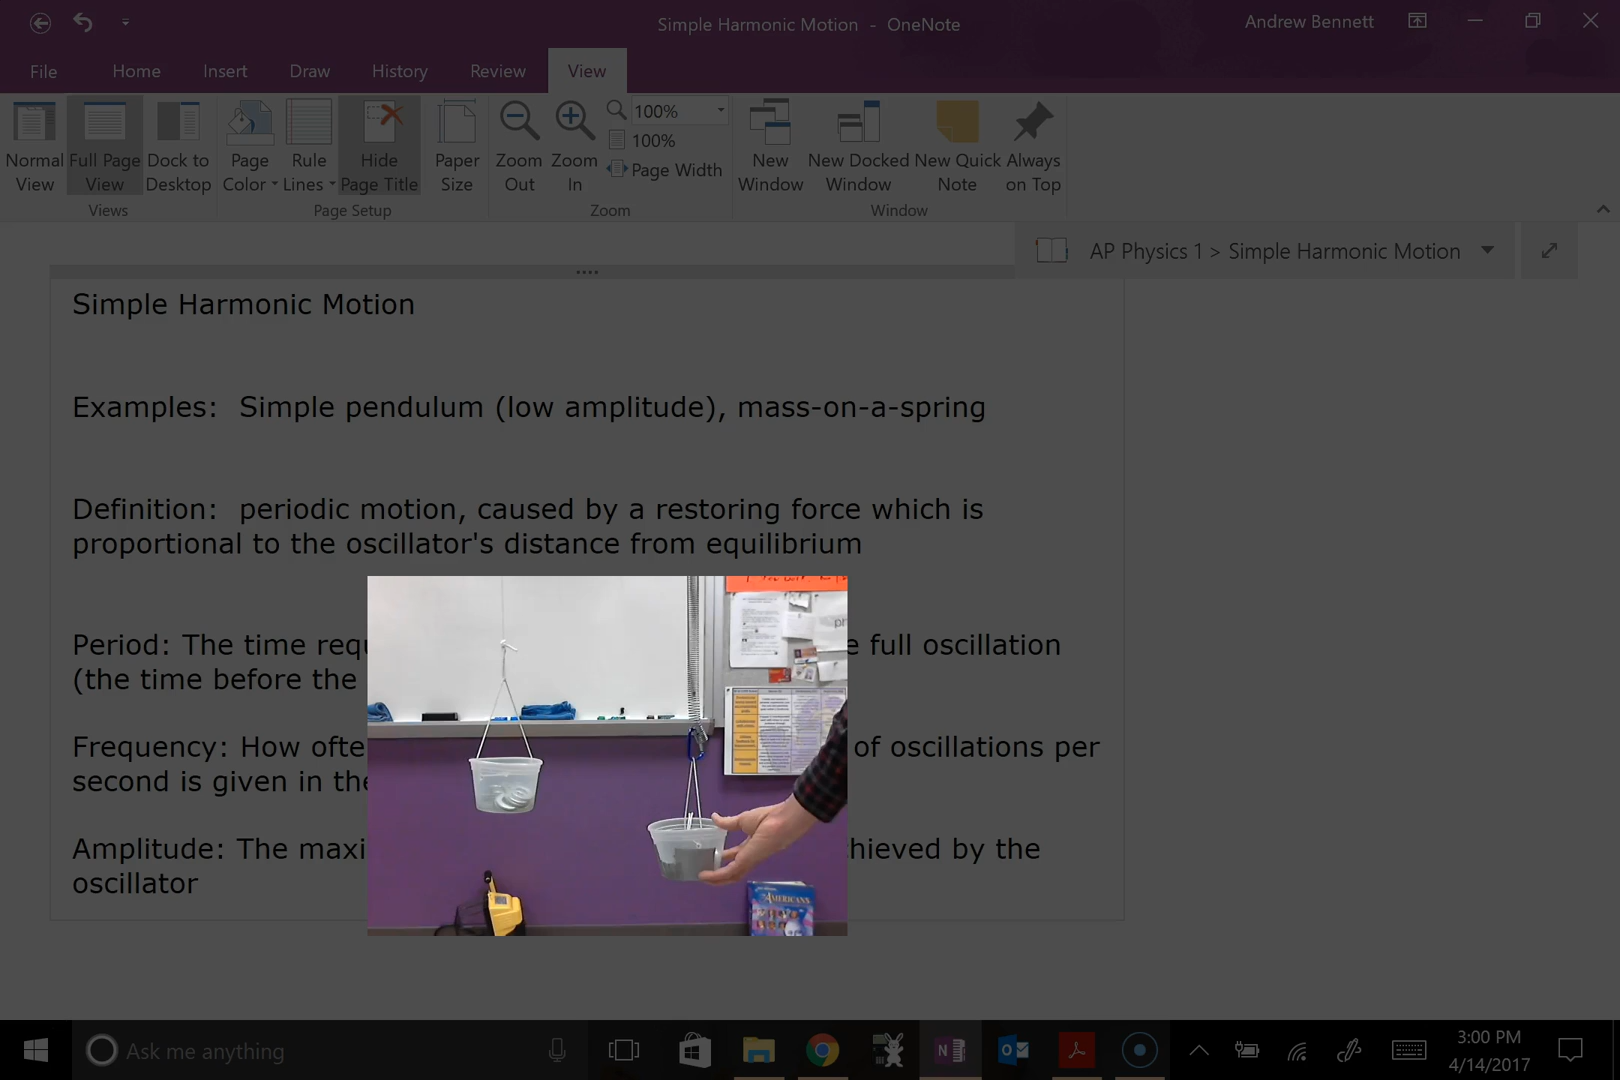 Simple Harmonic Motion - OneNote
Andrew Bennett
File Home Insert Draw History Review View
Normal View
Full Page View
Dock to Desktop
Page Color
Rule Lines
Hide Page Title
Paper Size
Zoom Out
Zoom In
100%
100%
Page Width
New Window
New Docked Window
New Quick Note
Always on Top
Views
Page Setup
Zoom
Window
AP Physics 1 > Simple Harmonic Motion
Simple Harmonic Motion
Examples: Simple pendulum (low amplitude), mass-on-a-spring
Definition: periodic motion, caused by a restoring force which is
proportional to the oscillator's distance from equilibrium
Period: The time full oscillation
(the time before the
Frequency: How of oscillations per
second is given in
Amplitude: The by the
oscillator
AMERICANS
Ask me anything
3:00 PM
4/14/2017